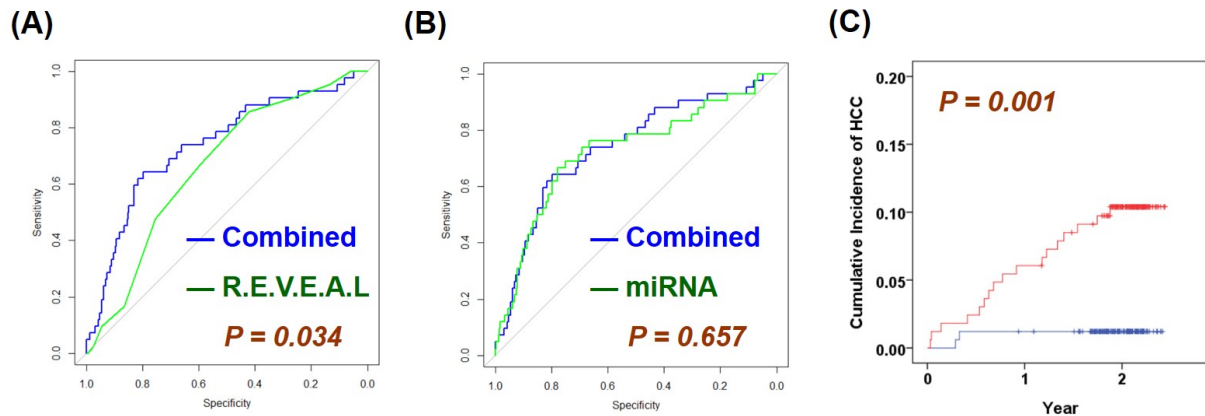 (A)
1.0
0.8
0.6
0.4
0.2
0.0
Sensitivity
Combined
R.E.V.E.A.L
P = 0.034
1.0 0.8 0.6 0.4 0.2 0.0
Specificity
(B)
1.0
0.8
0.6
0.4
0.2
0.0
Sensitivity
Combined
miRNA
P = 0.657
1.0 0.8 0.6 0.4 0.2 0.0
Specificity
(C)
0.20
0.15
0.10
0.05
0.00
Cumulative Incidence of HCC
P = 0.001
0 1 2
Year